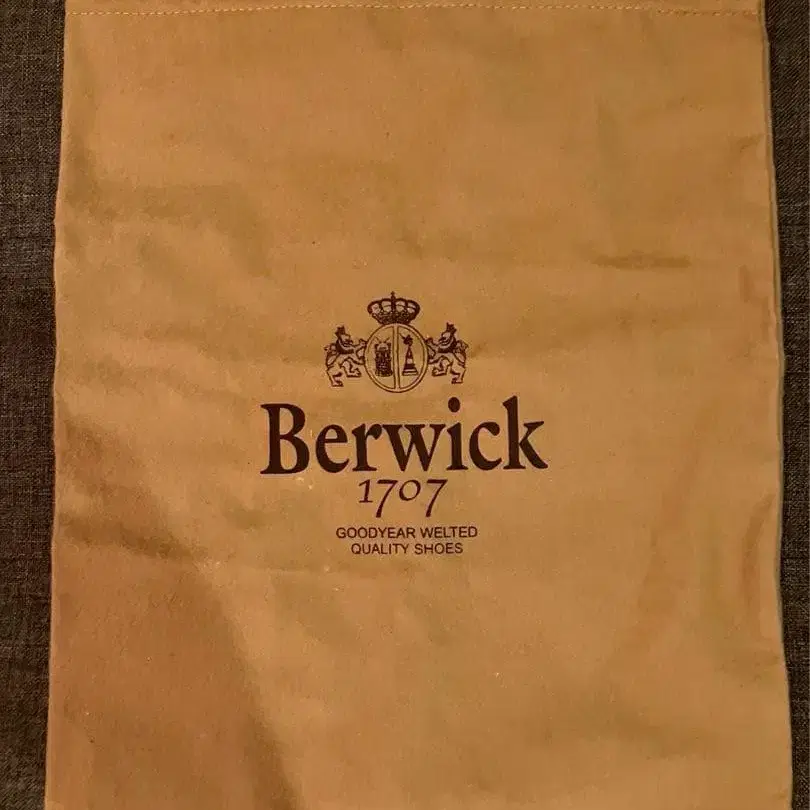 Berwick
1707
GOODYEAR WELTED
QUALITY SHOES